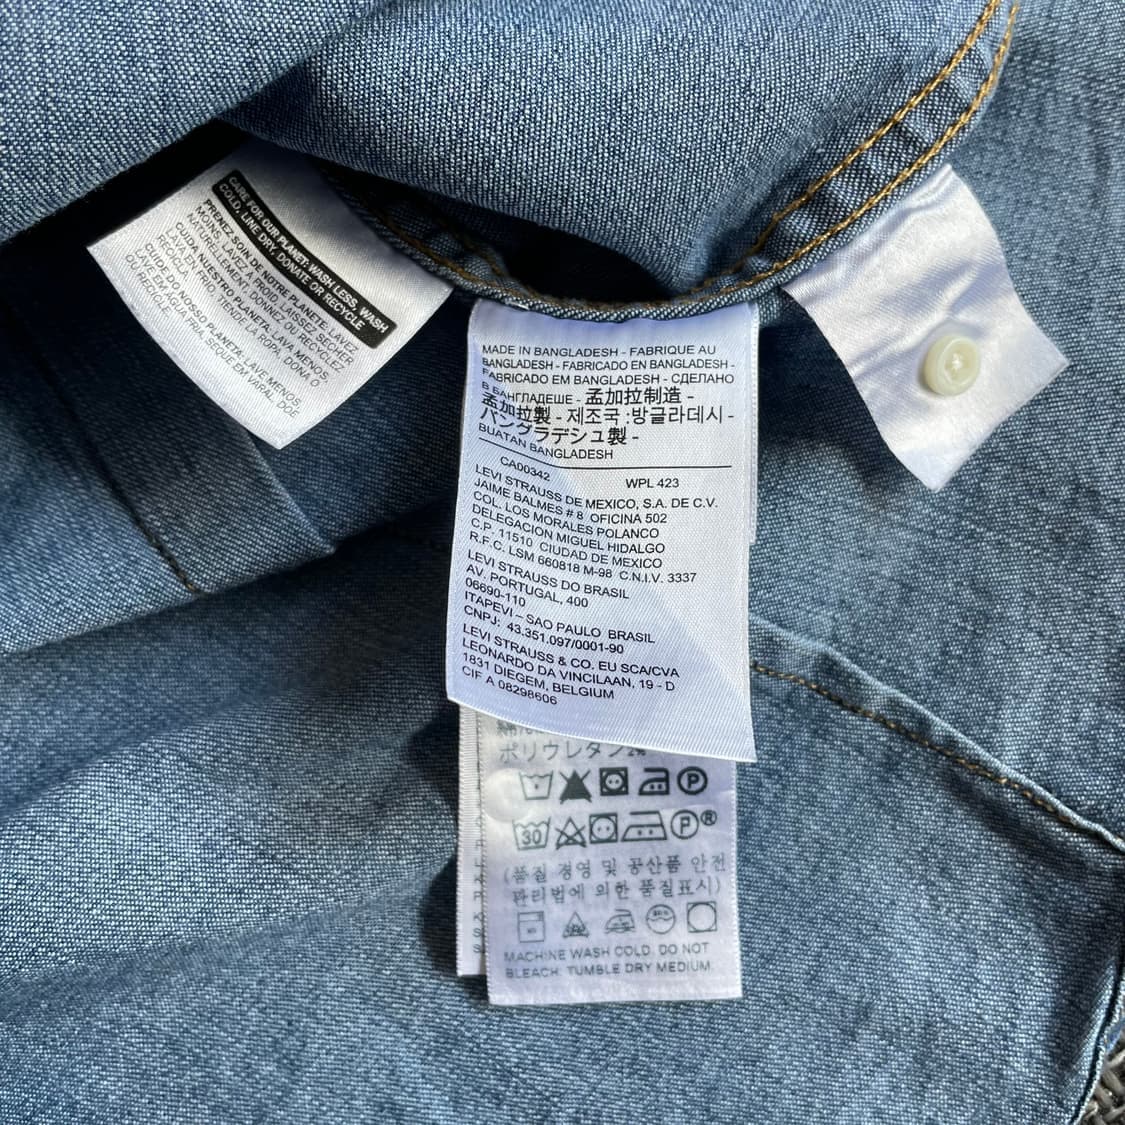 CARE FOR OUR PLANET: WASH LESS, WASH
COLD, LINE DRY, DONATE OR RECYCLE
PRENEZ SOIN DE NOTRE PLANÈTE: LAVEZ
MOINS, LAVEZ À FROID, LAISSEZ SÉCHER
NATURELLEMENT, DONNEZ OU RECYCLEZ
CUIDA NUESTRO PLANETA: LAVA MENOS,
LAVA EN FRÍO, TIENDE LA ROPA, DONA O
RECICLA
CUIDE DO NOSSO PLANETA: LAVE MENOS,
LAVE EM ÁGUA FRIA, SEQUE EM VARAL, DOE
OU RECICLE
MADE IN BANGLADESH - FABRIQUE AU
BANGLADESH - FABRICADO EN BANGLADESH -
FABRICADO EM BANGLADESH - СДЕЛАНО
В БАНГЛАДЕШЕ - 孟加拉制造 -
孟加拉製 - 제조국 :방글라데시 -
バングラデシュ製 -
BUATAN BANGLADESH
CA00342 WPL 423
LEVI STRAUSS DE MEXICO, S.A. DE C.V.
JAIME BALMES # 8 OFICINA 502
COL. LOS MORALES POLANCO
DELEGACION MIGUEL HIDALGO
C.P. 11510 CIUDAD DE MEXICO
R.F.C. LSM 660818 M-98 C.N.I.V. 3337
LEVI STRAUSS DO BRASIL
AV. PORTUGAL, 400
06690-110
ITAPEVI – SAO PAULO BRASIL
CNPJ: 43.351.097/0001-90
LEVI STRAUSS & CO. EU SCA/CVA
LEONARDO DA VINCILAAN, 19 - D
1831 DIEGEM, BELGIUM
CIF A 08298606
ポリウレタン 2%
P
30 P ®
(품질 경영 및 공산품 안전
관리법에 의한 품질표시)
MACHINE WASH COLD. DO NOT
BLEACH. TUMBLE DRY MEDIUM.